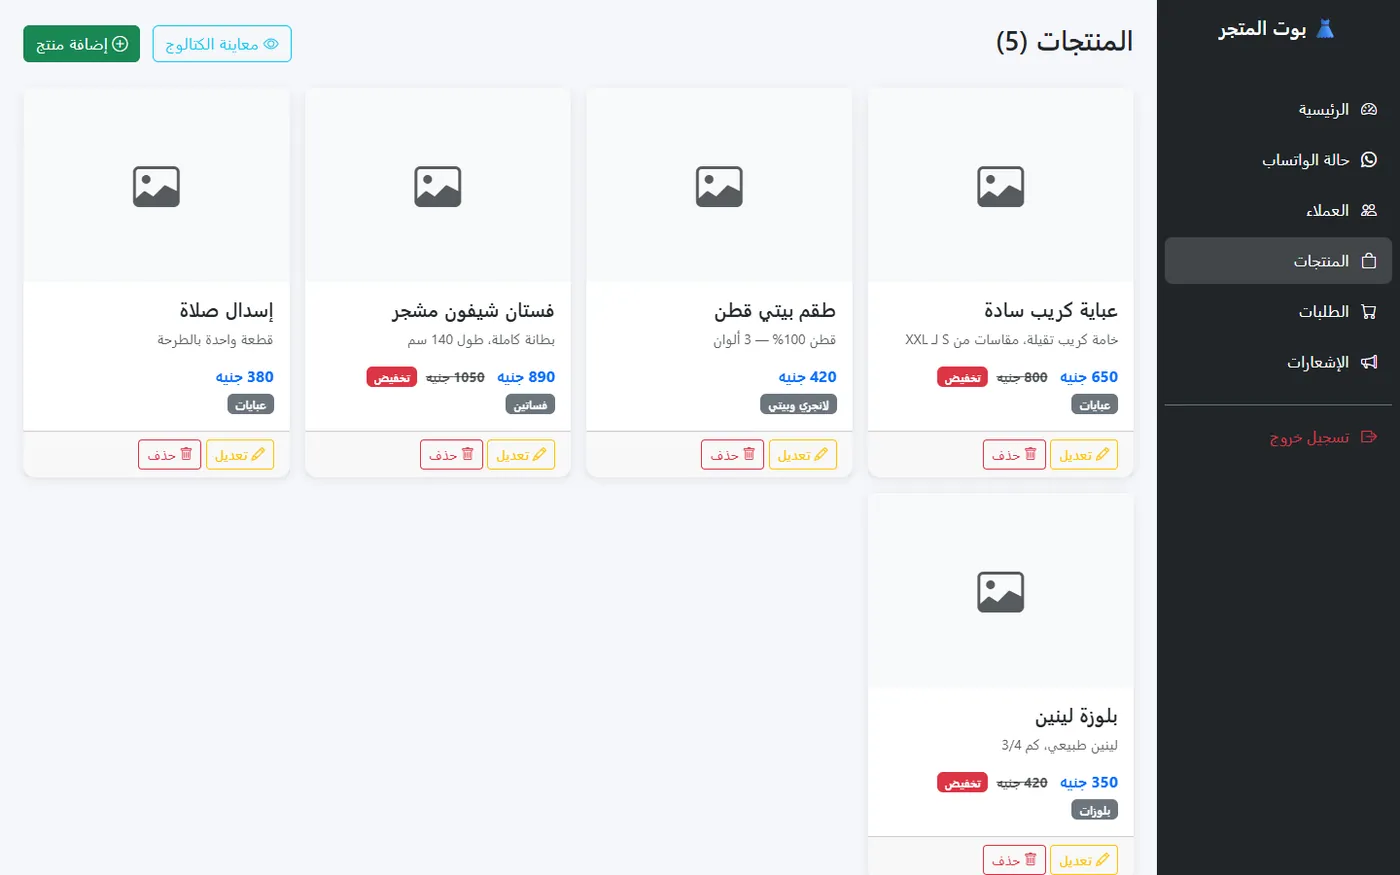 بوت المتجر
الرئيسية
حالة الواتساب
العملاء
المنتجات
الطلبات
الإشعارات
تسجيل خروج
المنتجات (5)
معاينة الكتالوج
إضافة منتج
عباية كريب سادة
خامة كريب تقيلة، مقاسات من S لـ XXL
650 جنيه 800 جنيه تخفيض
عبايات
تعديل حذف
طقم بيتي قطن
قطن 100% — 3 ألوان
420 جنيه
لانجري وبيتي
تعديل حذف
فستان شيفون مشجر
بطانة كاملة، طول 140 سم
890 جنيه 1050 جنيه تخفيض
فساتين
تعديل حذف
إسدال صلاة
قطعة واحدة بالطرحة
380 جنيه
عبايات
تعديل حذف
بلوزة لينين
لينين طبيعي، كم 3/4
350 جنيه 420 جنيه تخفيض
بلوزات
تعديل حذف